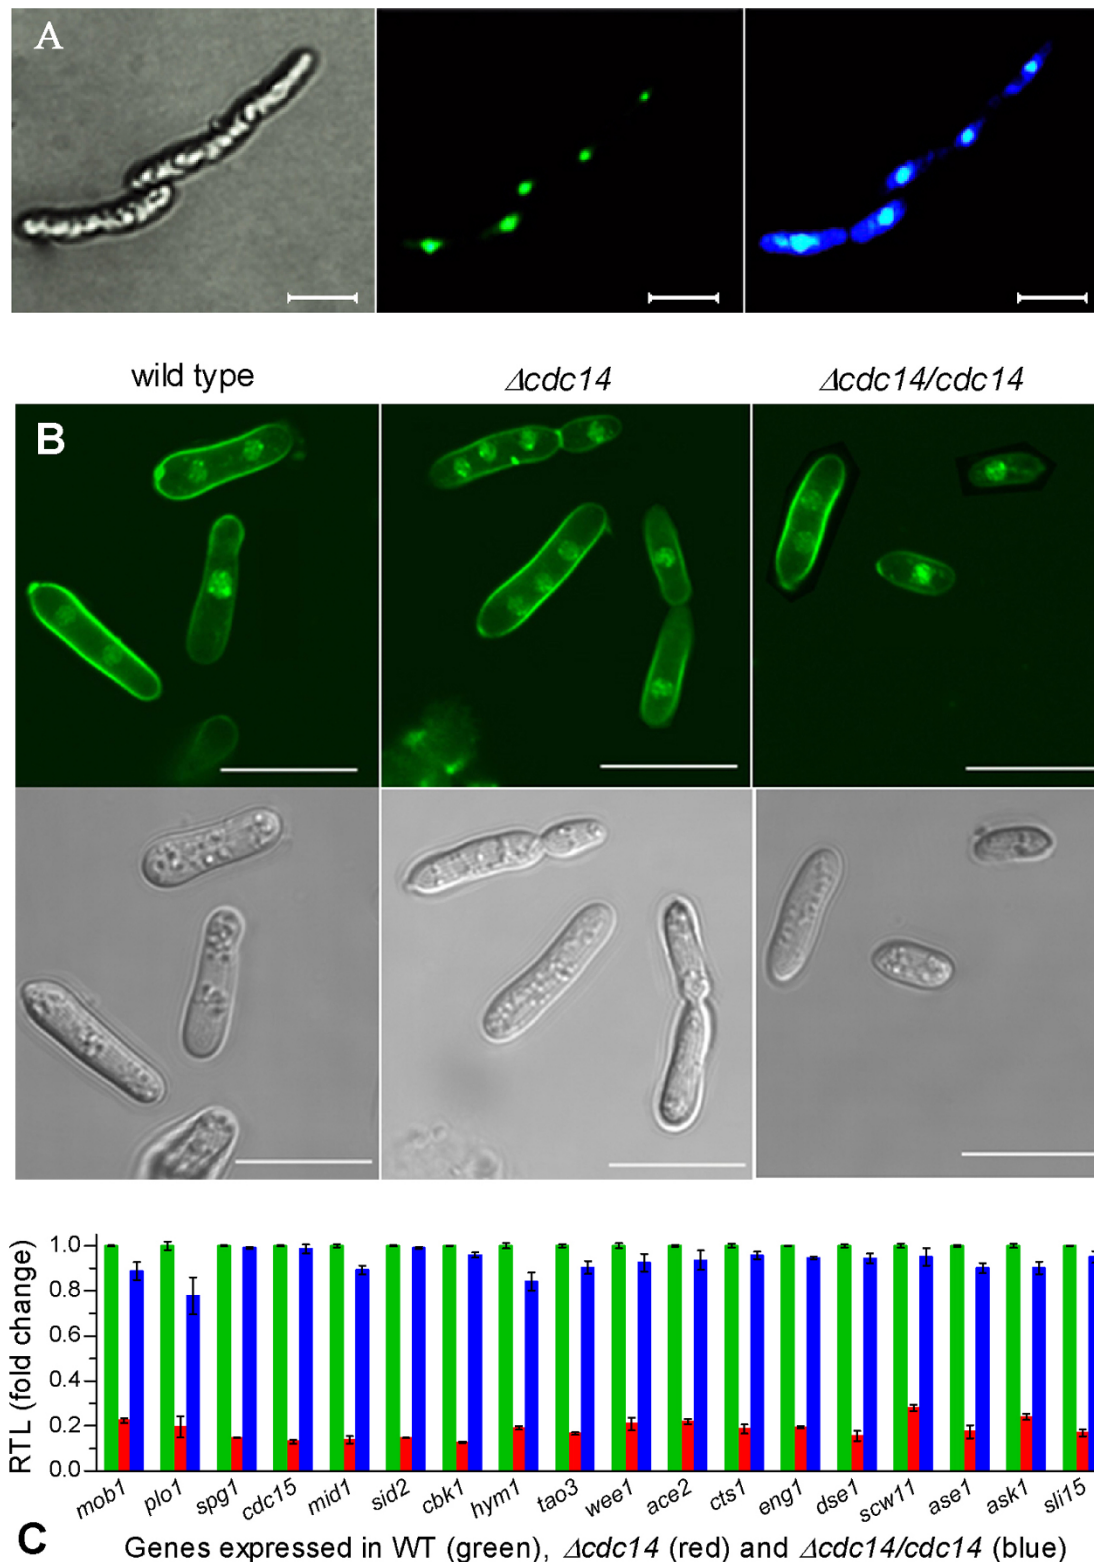 A
wild type Δcdc14 Δcdc14/cdc14
B
RTL (fold change)
1.0
0.8
0.6
0.4
0.2
0.0
mob1 plo1 spg1 cdc15 mid1 sid2 cbk1 hym1 tao3 wee1 ace2 cts1 eng1 dse1 scw11 ase1 ask1 sli15
C Genes expressed in WT (green), Δcdc14 (red) and Δcdc14/cdc14 (blue)